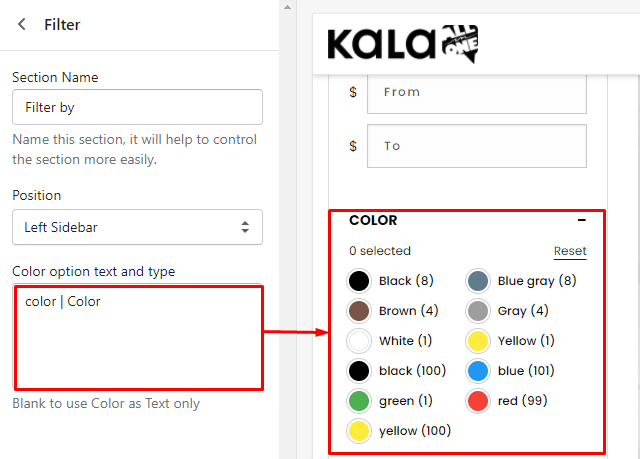 Filter
Section Name
Filter by
Name this section, it will help to control
the section more easily.
Position
Left Sidebar
Color option text and type
color | Color
Blank to use Color as Text only
KALA ALL IN ONE
$ From
$ To
COLOR −
0 selected Reset
Black (8) Blue gray (8)
Brown (4) Gray (4)
White (1) Yellow (1)
black (100) blue (101)
green (1) red (99)
yellow (100)